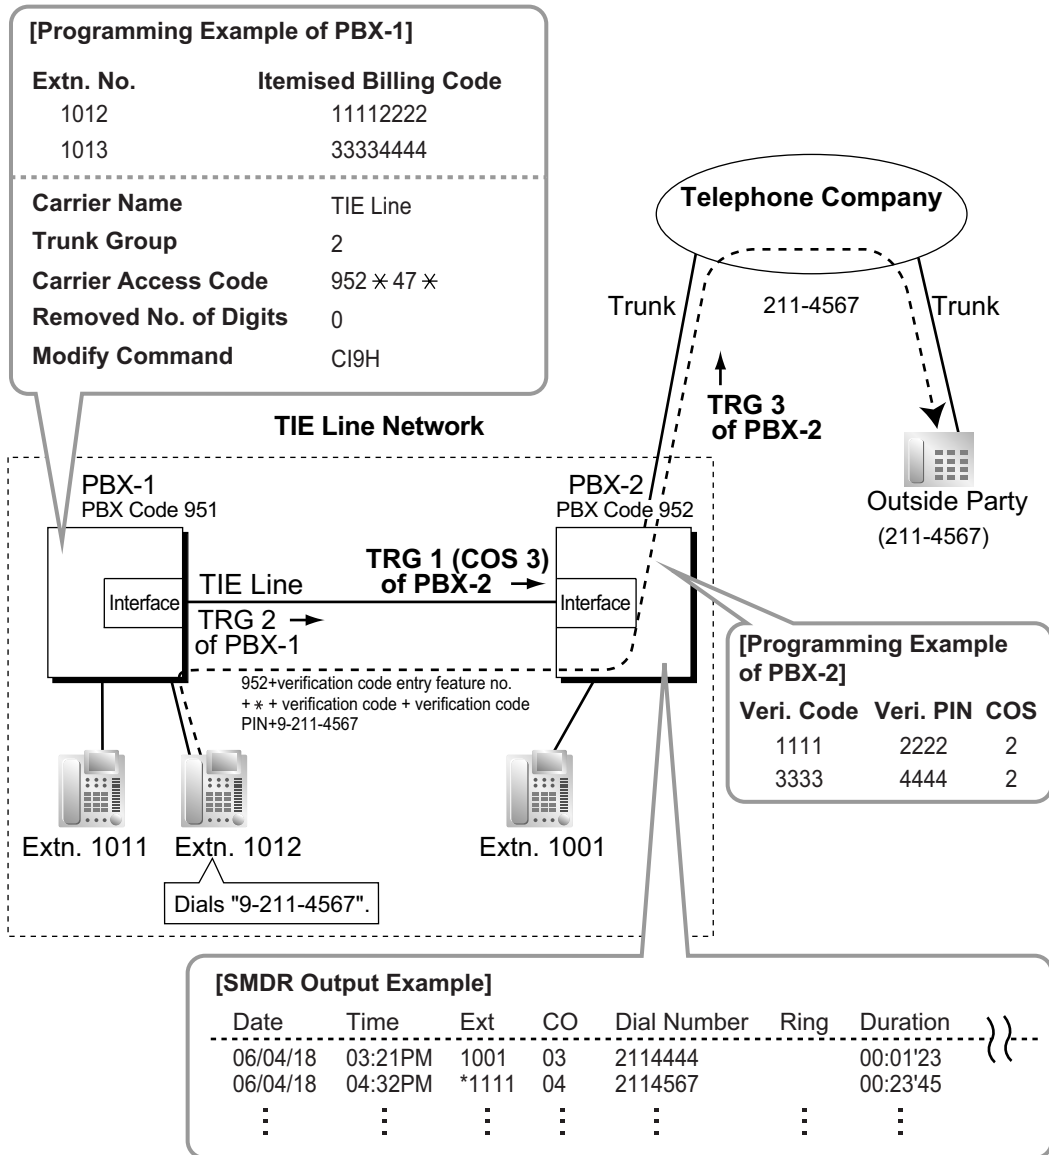 [Programming Example of PBX-1]
Extn. No. Itemised Billing Code
1012 11112222
1013 33334444
Carrier Name TIE Line
Trunk Group 2
Carrier Access Code 952 * 47 *
Removed No. of Digits 0
Modify Command CI9H
Telephone Company
Trunk 211-4567 Trunk
TRG 3
of PBX-2
Outside Party
(211-4567)
TIE Line Network
PBX-1
PBX Code 951
PBX-2
PBX Code 952
Interface
TIE Line
TRG 2 →
of PBX-1
TRG 1 (COS 3)
of PBX-2 →
Interface
952+verification code entry feature no.
+ * + verification code + verification code
PIN+9-211-4567
[Programming Example
of PBX-2]
Veri. Code Veri. PIN COS
1111 2222 2
3333 4444 2
Extn. 1011 Extn. 1012 Extn. 1001
Dials "9-211-4567".
[SMDR Output Example]
Date Time Ext CO Dial Number Ring Duration
06/04/18 03:21PM 1001 03 2114444 00:01'23
06/04/18 04:32PM *1111 04 2114567 00:23'45